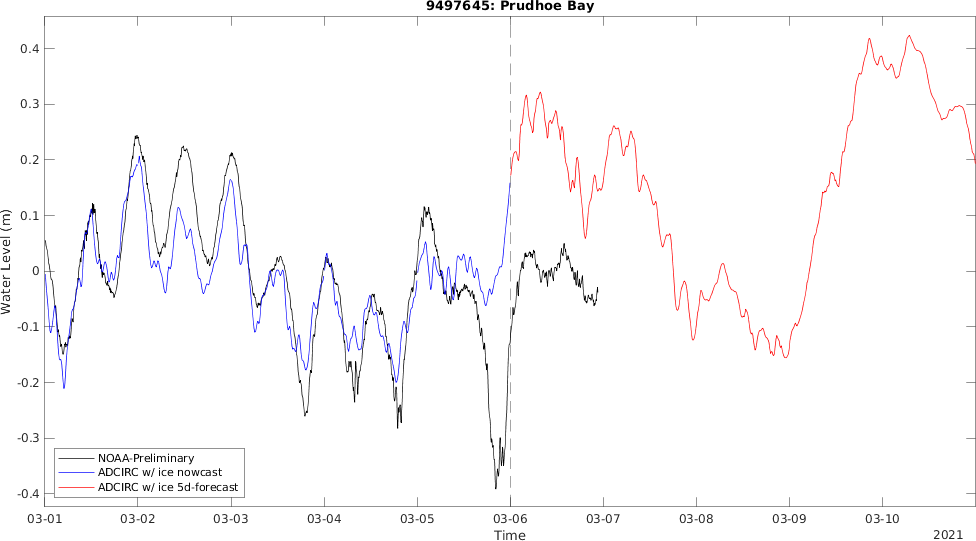 9497645: Prudhoe Bay
Water Level (m)
0.4
0.3
0.2
0.1
0
-0.1
-0.2
-0.3
-0.4
NOAA-Preliminary
ADCIRC w/ ice nowcast
ADCIRC w/ ice 5d-forecast
03-01 03-02 03-03 03-04 03-05 03-06 03-07 03-08 03-09 03-10
Time
2021